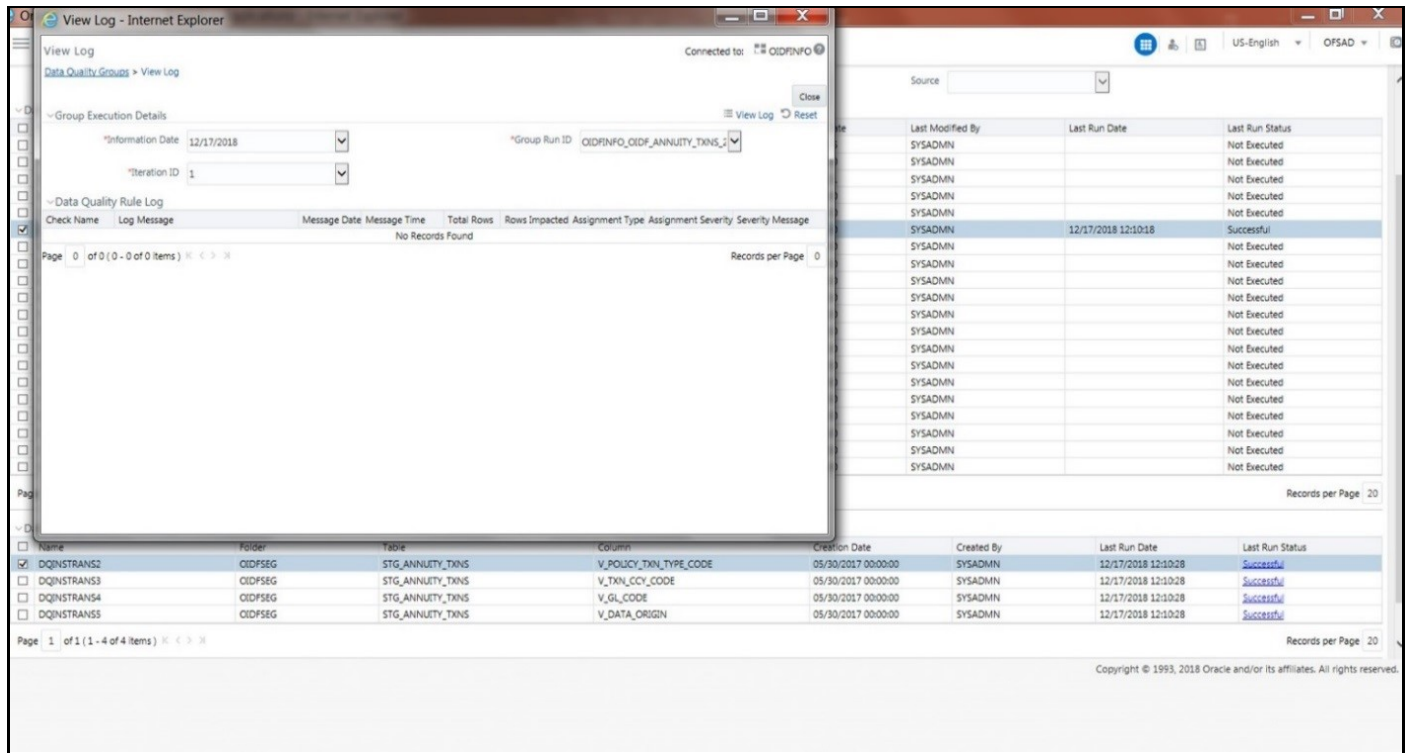 View Log - Internet Explorer
View Log
Connected to: OIDFINFO
Data Quality Groups > View Log
US-English OFSAD
Source
Close
Group Execution Details
View Log Reset
*Information Date 12/17/2018 *Group Run ID OIDFINFO_OIDF_ANNUITY_TXNS_2
*Iteration ID 1
Data Quality Rule Log
Check Name Log Message Message Date Message Time Total Rows Rows Impacted Assignment Type Assignment Severity Severity Message
No Records Found
Page 0 of 0 ( 0 - 0 of 0 items ) Records per Page 0
Last Modified By Last Run Date Last Run Status
SYSADMN Not Executed
SYSADMN Not Executed
SYSADMN Not Executed
SYSADMN Not Executed
SYSADMN Not Executed
SYSADMN 12/17/2018 12:10:18 Successful
SYSADMN Not Executed
SYSADMN Not Executed
SYSADMN Not Executed
SYSADMN Not Executed
SYSADMN Not Executed
SYSADMN Not Executed
SYSADMN Not Executed
SYSADMN Not Executed
SYSADMN Not Executed
SYSADMN Not Executed
SYSADMN Not Executed
SYSADMN Not Executed
SYSADMN Not Executed
SYSADMN Not Executed
Records per Page 20
Name Folder Table Column Creation Date Created By Last Run Date Last Run Status
DQINSTRANS2 OIDFSEG STG_ANNUITY_TXNS V_POLICY_TXN_TYPE_CODE 05/30/2017 00:00:00 SYSADMN 12/17/2018 12:10:28 Successful
DQINSTRANS3 OIDFSEG STG_ANNUITY_TXNS V_TXN_CCY_CODE 05/30/2017 00:00:00 SYSADMN 12/17/2018 12:10:28 Successful
DQINSTRANS4 OIDFSEG STG_ANNUITY_TXNS V_GL_CODE 05/30/2017 00:00:00 SYSADMN 12/17/2018 12:10:28 Successful
DQINSTRANS5 OIDFSEG STG_ANNUITY_TXNS V_DATA_ORIGIN 05/30/2017 00:00:00 SYSADMN 12/17/2018 12:10:28 Successful
Page 1 of 1 ( 1 - 4 of 4 items ) Records per Page 20
Copyright © 1993, 2018 Oracle and/or its affiliates. All rights reserved.